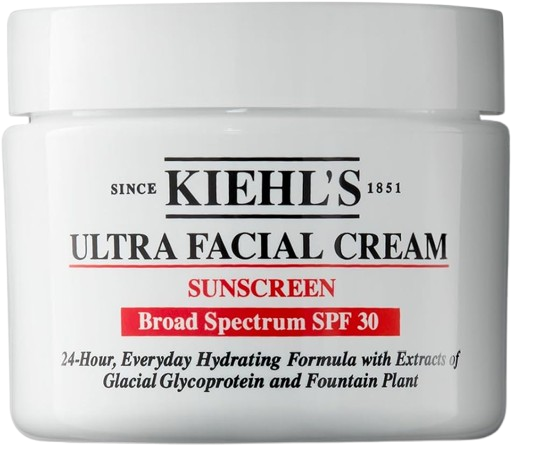 SINCE KIEHL'S 1851
ULTRA FACIAL CREAM
SUNSCREEN
Broad Spectrum SPF 30
24-Hour, Everyday Hydrating Formula with Extracts of
Glacial Glycoprotein and Fountain Plant